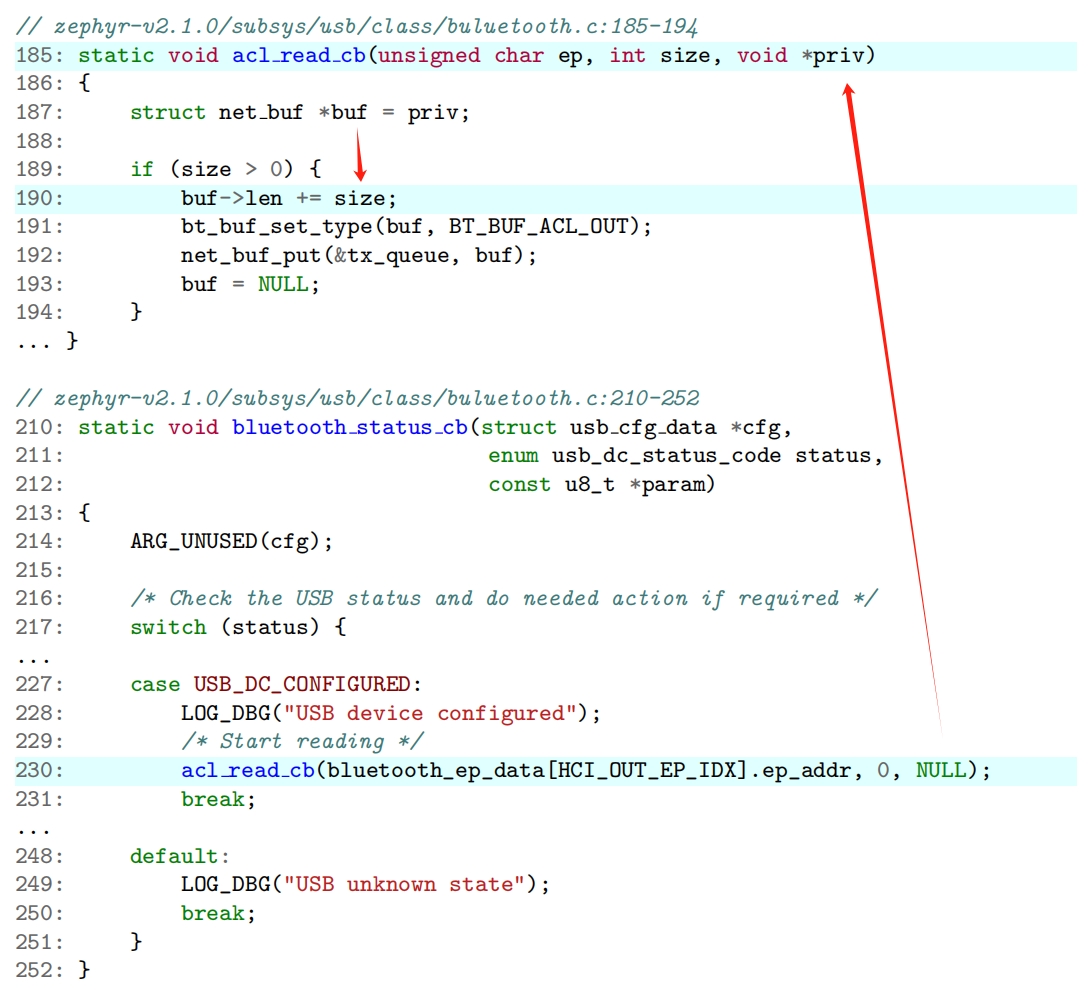 // zephyr-v2.1.0/subsys/usb/class/buluetooth.c:185-194
185: static void acl_read_cb(unsigned char ep, int size, void *priv)
186: {
187:     struct net_buf *buf = priv;
188:
189:     if (size > 0) {
190:         buf->len += size;
191:         bt_buf_set_type(buf, BT_BUF_ACL_OUT);
192:         net_buf_put(&tx_queue, buf);
193:         buf = NULL;
194:     }
... }
// zephyr-v2.1.0/subsys/usb/class/buluetooth.c:210-252
210: static void bluetooth_status_cb(struct usb_cfg_data *cfg,
211:                                 enum usb_dc_status_code status,
212:                                 const u8_t *param)
213: {
214:     ARG_UNUSED(cfg);
215:
216:     /* Check the USB status and do needed action if required */
217:     switch (status) {
...
227:     case USB_DC_CONFIGURED:
228:         LOG_DBG("USB device configured");
229:         /* Start reading */
230:         acl_read_cb(bluetooth_ep_data[HCI_OUT_EP_IDX].ep_addr, 0, NULL);
231:         break;
...
248:     default:
249:         LOG_DBG("USB unknown state");
250:         break;
251:     }
252: }